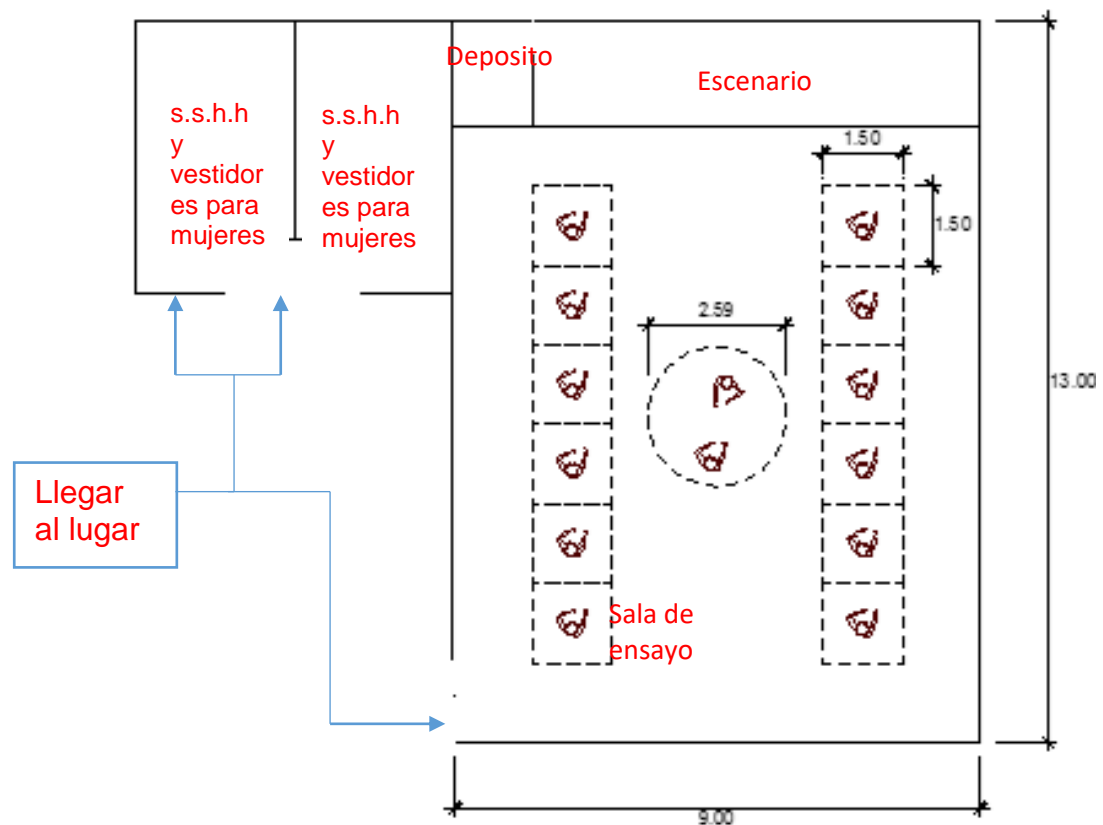 Deposito
Escenario
s.s.h.h
y
vestidor
es para
mujeres
s.s.h.h
y
vestidor
es para
mujeres
1.50
1.50
2.59
13.00
Llegar
al lugar
Sala de
ensayo
9.00